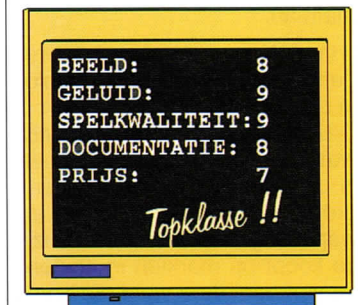 BEELD: 8
GELUID: 9
SPELKWALITEIT: 9
DOCUMENTATIE: 8
PRIJS: 7
Topklasse !!